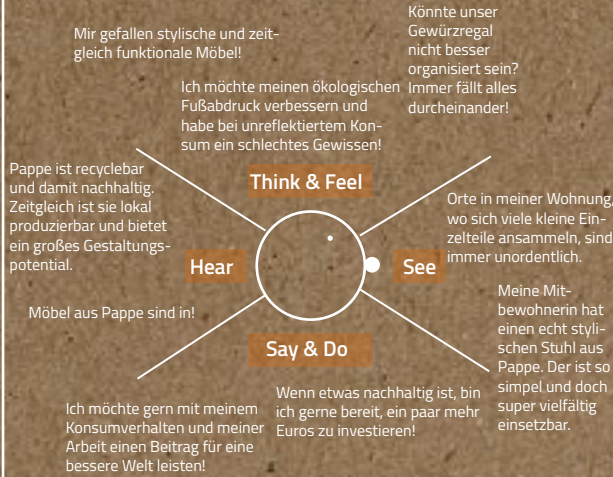 Mir gefallen stylische und zeit-
gleich funktionale Möbel!
Könnte unser
Gewürzregal
nicht besser
organisiert sein?
Immer fällt alles
durcheinander!
Ich möchte meinen ökologischen
Fußabdruck verbessern und
habe bei unreflektiertem Kon-
sum ein schlechtes Gewissen!
Think & Feel
Pappe ist recyclebar
und damit nachhaltig.
Zeitgleich ist sie lokal
produzierbar und bietet
ein großes Gestaltungs-
potential.
Hear
Möbel aus Pappe sind in!
See
Orte in meiner Wohnung,
wo sich viele kleine Ein-
zelteile ansammeln, sind
immer unordentlich.
Meine Mit-
bewohnerin hat
einen echt styli-
schen Stuhl aus
Pappe. Der ist so
simpel und doch
super vielfältig
einsetzbar.
Say & Do
Ich möchte gern mit meinem
Konsumverhalten und meiner
Arbeit einen Beitrag für eine
bessere Welt leisten!
Wenn etwas nachhaltig ist, bin
ich gerne bereit, ein paar mehr
Euros zu investieren!